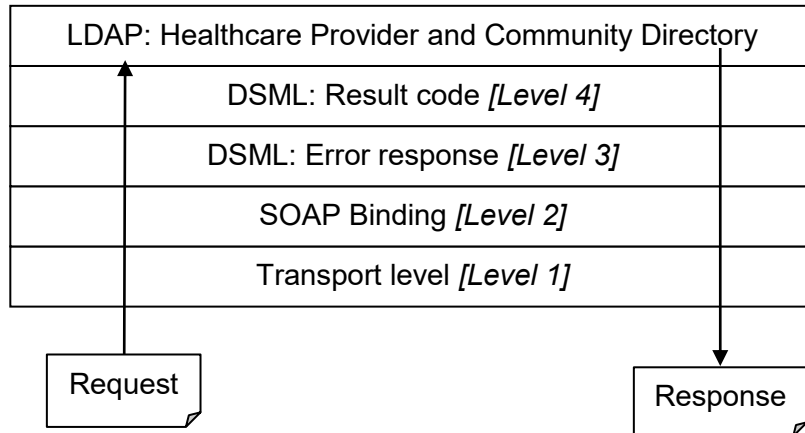 LDAP: Healthcare Provider and Community Directory
DSML: Result code [Level 4]
DSML: Error response [Level 3]
SOAP Binding [Level 2]
Transport level [Level 1]
Request
Response